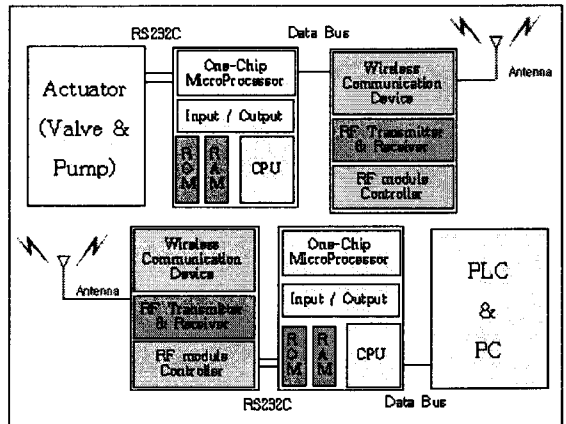 RS232C
Data Bus
Actuator
(Valve &
Pump)
One-Chip
MicroProcessor
Input / Output
ROM
RAM
CPU
Wireless
Communication
Device
RF Transmitter
& Receiver
RF module
Controller
Antenna
Antenna
Wireless
Communication
Device
RF Transmitter
& Receiver
RF module
Controller
One-Chip
MicroProcessor
Input / Output
ROM
RAM
CPU
PLC
&
PC
RS232C
Data Bus